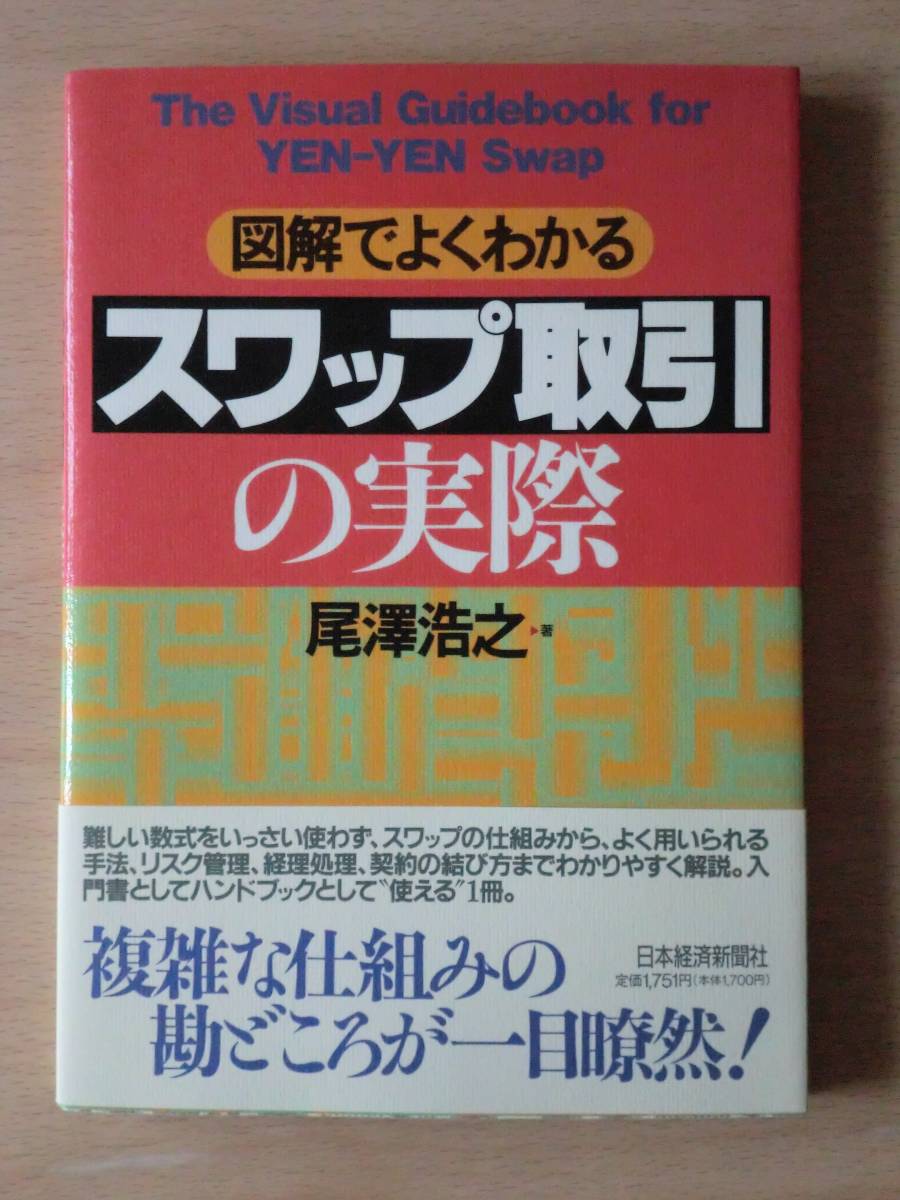 The Visual Guidebook for
YEN-YEN Swap
図解でよくわかる
スワップ取引
の実際
尾澤浩之▶著
難しい数式をいっさい使わず、スワップの仕組みから、よく用いられる
手法、リスク管理、経理処理、契約の結び方までわかりやすく解説。入
門書としてハンドブックとして〝使える〟1冊。
複雑な仕組みの
勘どころが一目瞭然!
日本経済新聞社
定価1,751円(本体1,700円)